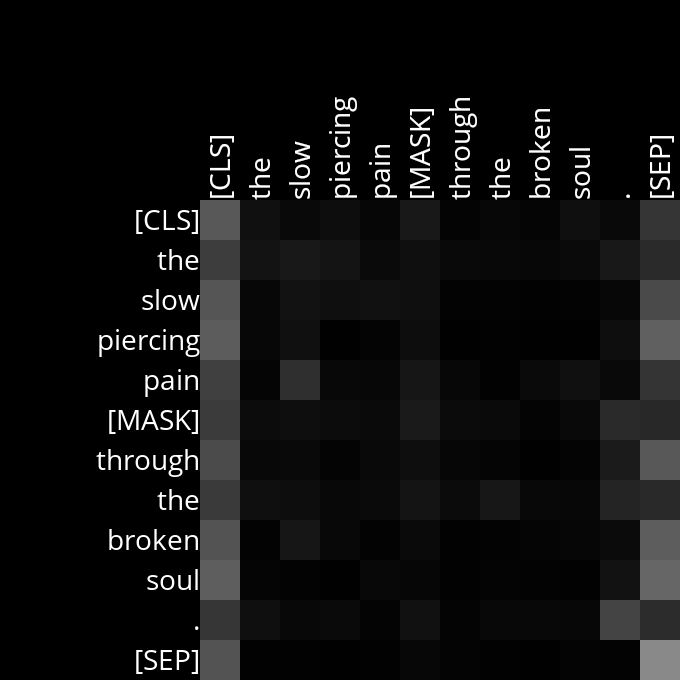 [CLS] the slow piercing pain [MASK] through the broken soul . [SEP]
[CLS]
the
slow
piercing
pain
[MASK]
through
the
broken
soul
.
[SEP]